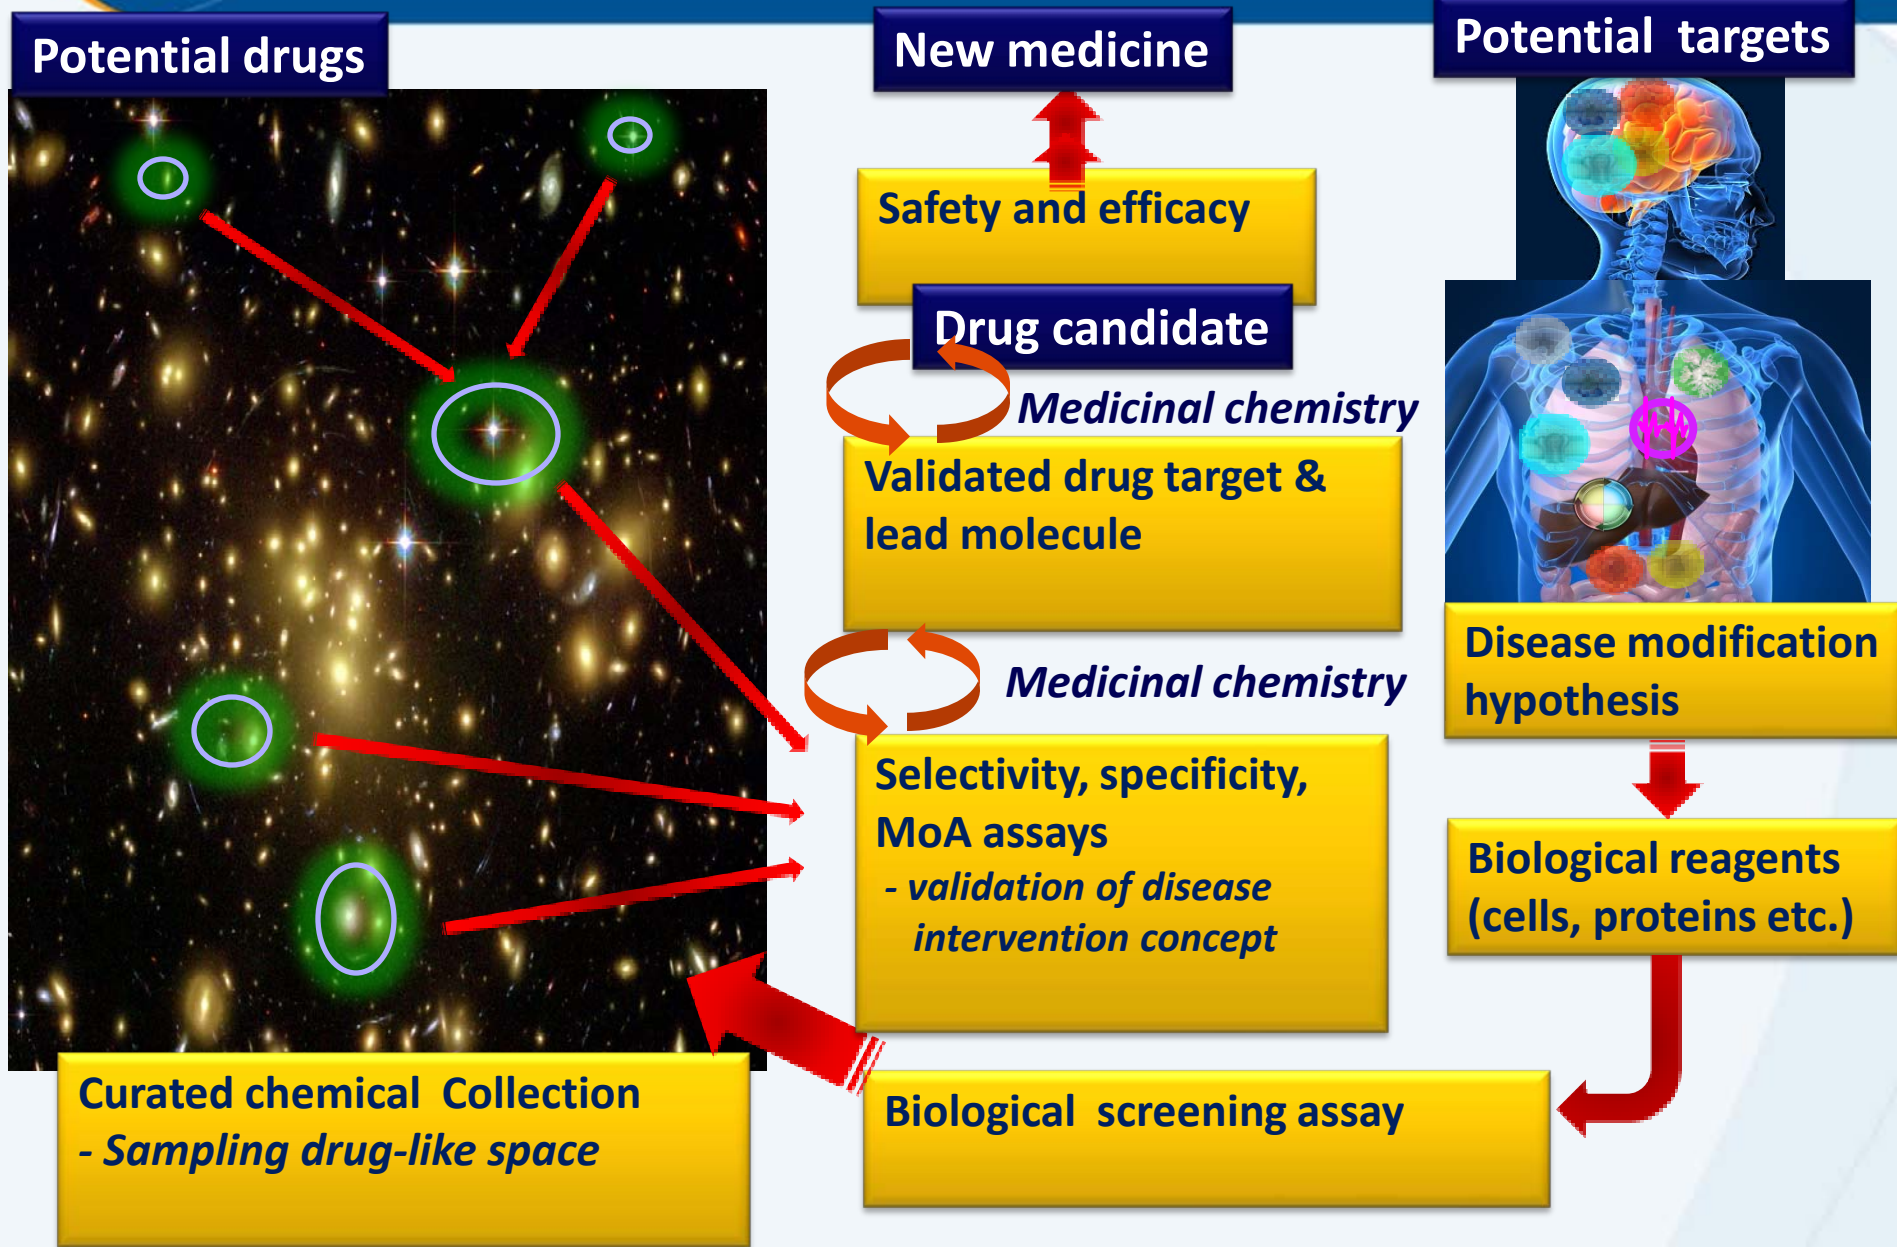 Potential drugs
New medicine
Potential  targets
Safety and efficacy
Drug candidate
Medicinal chemistry
Validated drug target &
lead molecule
Medicinal chemistry
Disease modification
hypothesis
Selectivity, specificity,
MoA assays
- validation of disease
intervention concept
Biological reagents
(cells, proteins etc.)
Curated chemical  Collection
- Sampling drug-like space
Biological  screening assay